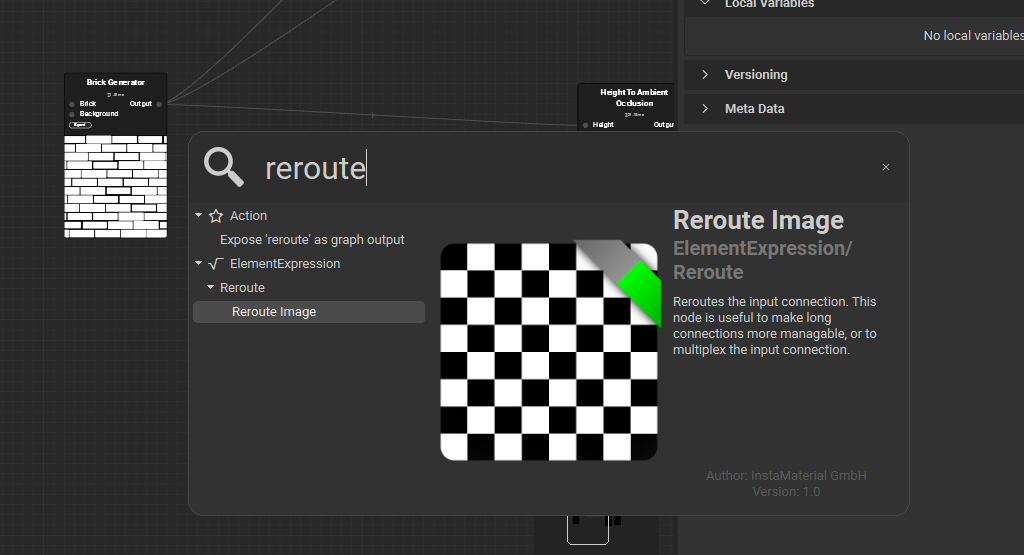 Local Variables
No local variables
Versioning
Meta Data
Brick Generator
Brick
Output
Background
Height To Ambient
Occlusion
Height
Outpu
reroute
Action
Expose 'reroute' as graph output
ElementExpression
Reroute
Reroute Image
Reroute Image
ElementExpression/
Reroute
Reroutes the input connection. This
node is useful to make long
connections more managable, or to
multiplex the input connection.
Author: InstaMaterial GmbH
Version: 1.0